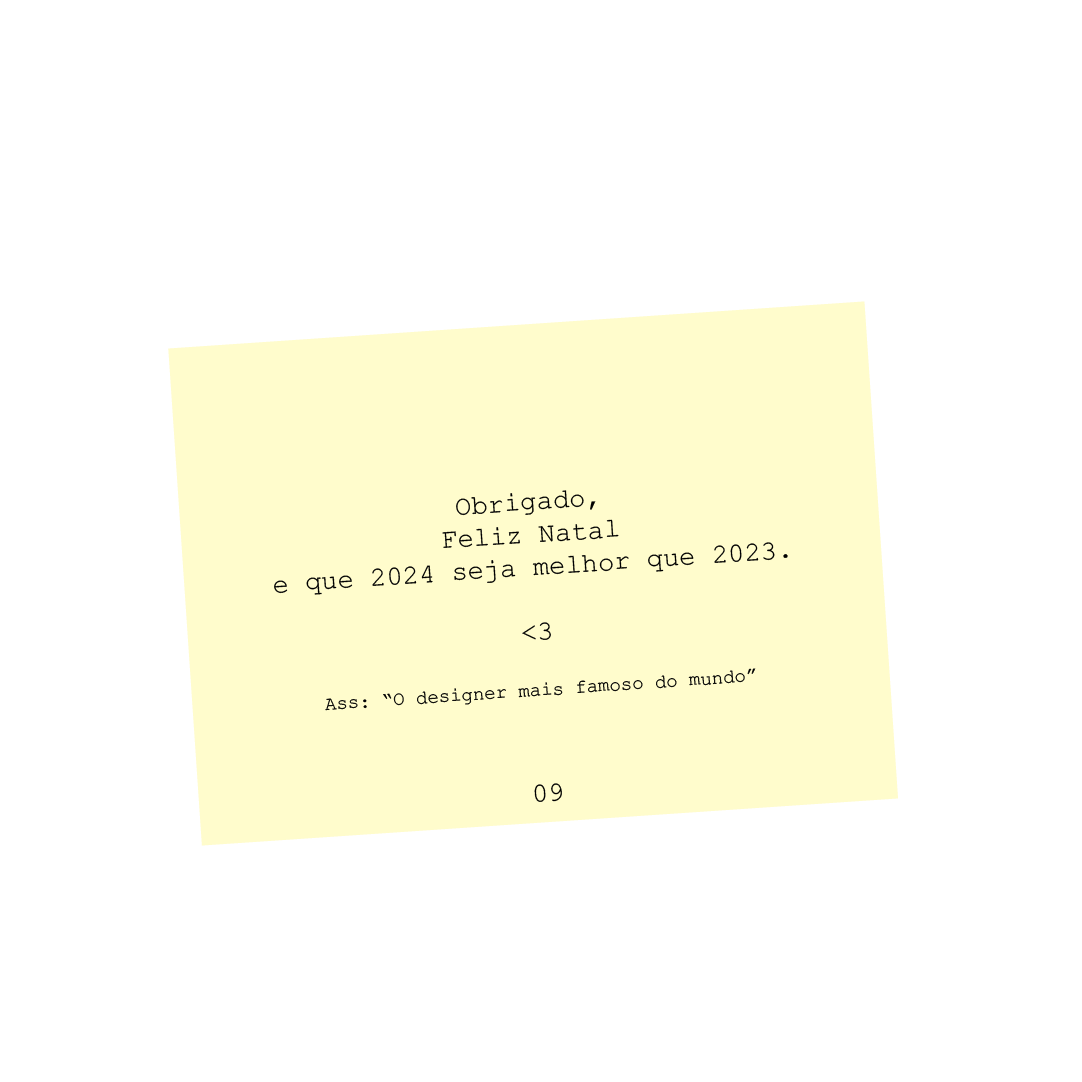 Obrigado,
Feliz Natal
e que 2024 seja melhor que 2023.
<3
Ass: “O designer mais famoso do mundo”
09